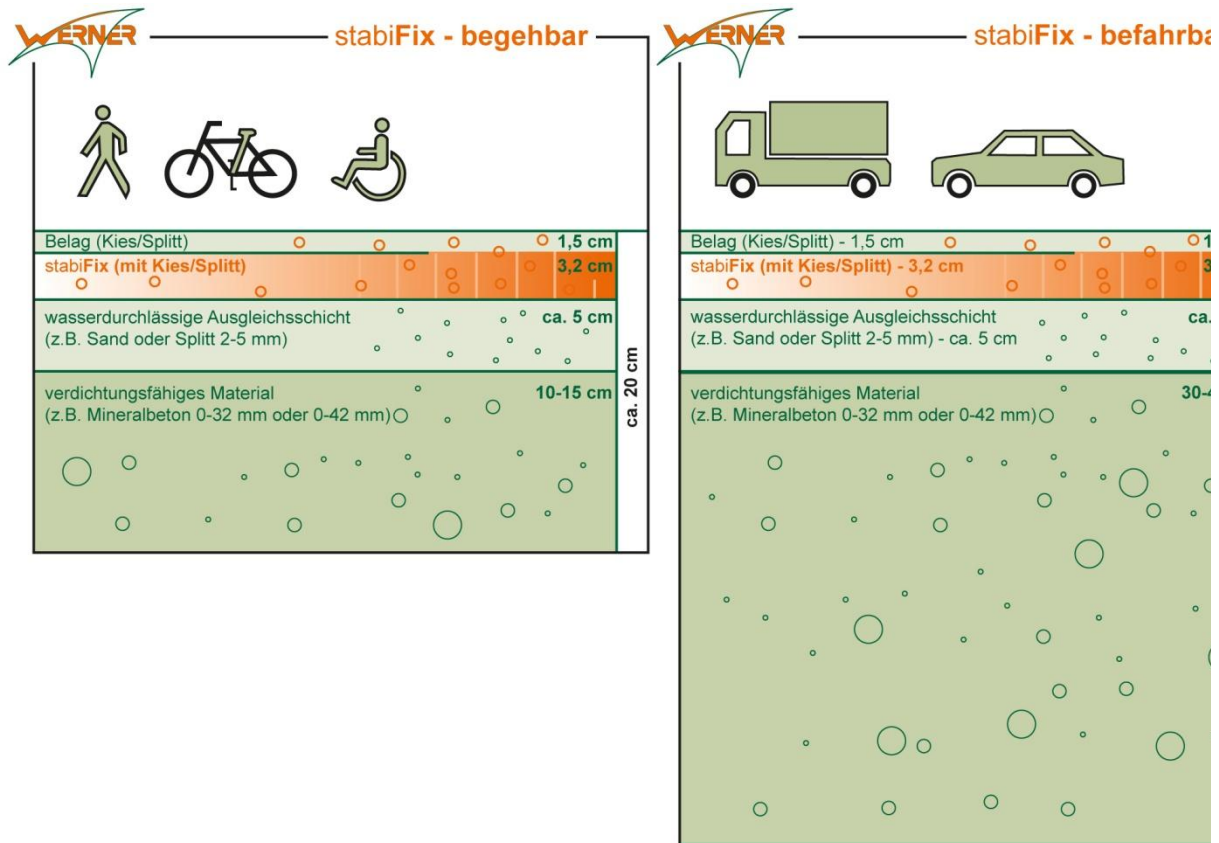 WERNER
stabiFix - begehbar
Belag (Kies/Splitt) 1,5 cm
stabiFix (mit Kies/Splitt) 3,2 cm
wasserdurchlässige Ausgleichsschicht ca. 5 cm
(z.B. Sand oder Splitt 2-5 mm)
verdichtungsfähiges Material 10-15 cm
(z.B. Mineralbeton 0-32 mm oder 0-42 mm)
ca. 20 cm
WERNER
stabiFix -
Belag (Kies/Splitt) - 1,5 cm
stabiFix (mit Kies/Splitt) - 3,2 cm
wasserdurchlässige Ausgleichsschicht ca.
(z.B. Sand oder Splitt 2-5 mm) - ca. 5 cm
verdichtungsfähiges Material
(z.B. Mineralbeton 0-32 mm oder 0-42 mm)